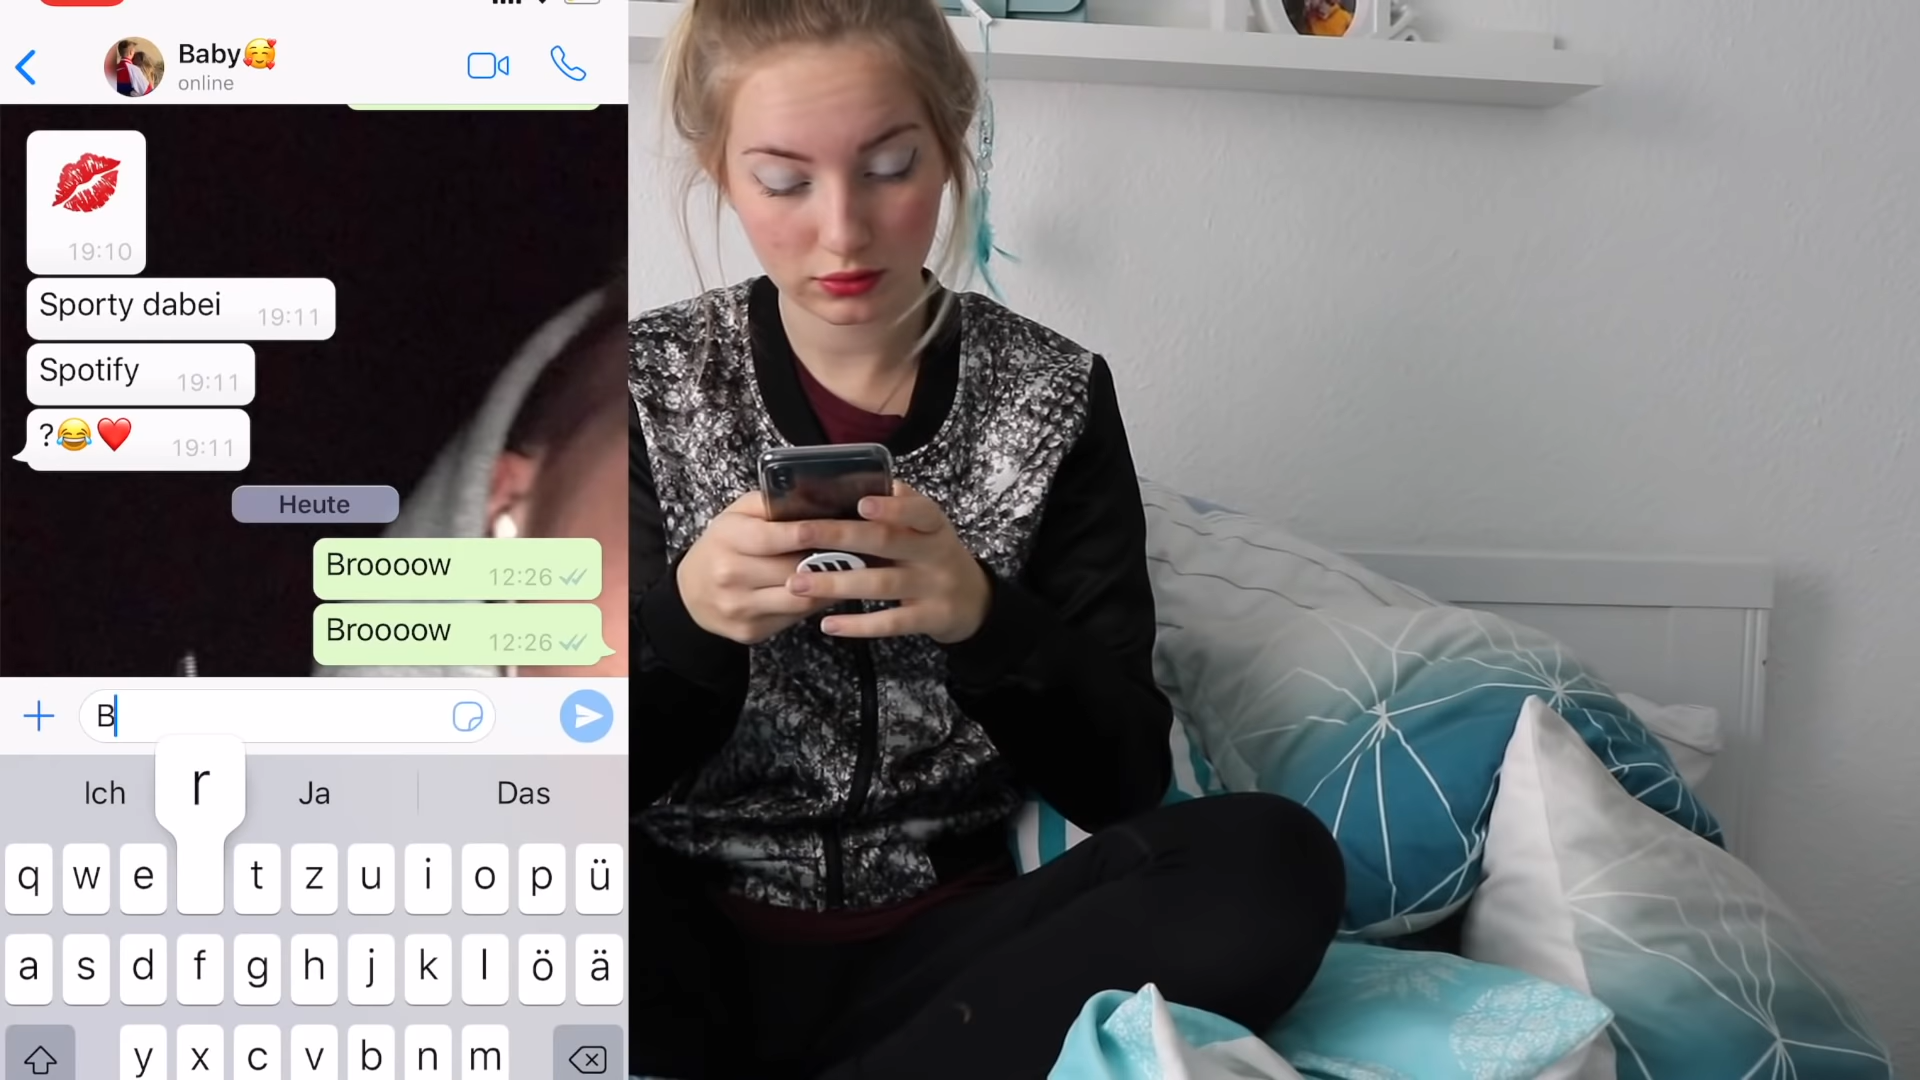 Baby🥰
online
💋
19:10
Sporty dabei 19:11
Spotify 19:11
?😂❤️ 19:11
Heute
Broooow 12:26
Broooow 12:26
B
r
Ich Ja Das
q w e t z u i o p ü
a s d f g h j k l ö ä
y x c v b n m